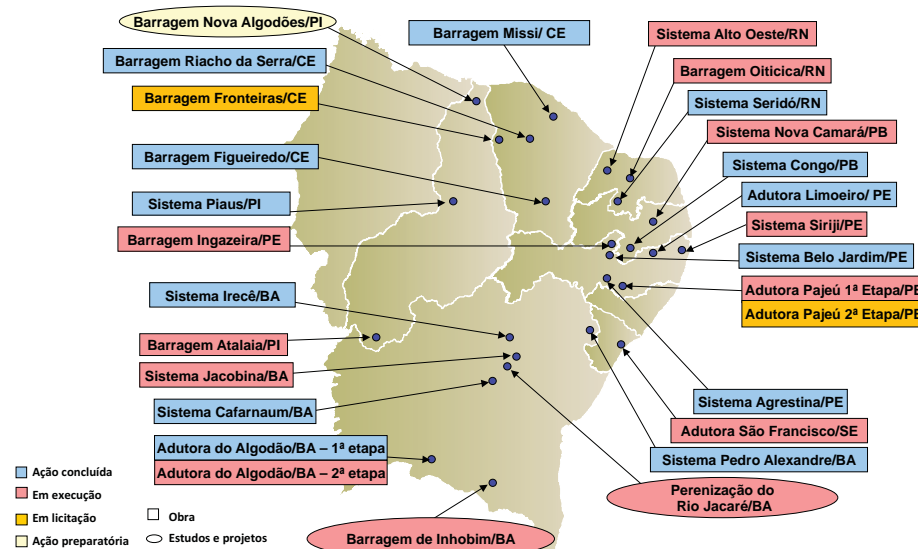 Barragem Nova Algodões/PI
Barragem Missi/ CE
Sistema Alto Oeste/RN
Barragem Riacho da Serra/CE
Barragem Oiticica/RN
Barragem Fronteiras/CE
Sistema Seridó/RN
Sistema Nova Camará/PB
Barragem Figueiredo/CE
Sistema Congo/PB
Sistema Piaus/PI
Adutora Limoeiro/ PE
Barragem Ingazeira/PE
Sistema Siriji/PE
Sistema Belo Jardim/PE
Sistema Irecê/BA
Adutora Pajeú 1ª Etapa/PE
Adutora Pajeú 2ª Etapa/PE
Barragem Atalaia/PI
Sistema Jacobina/BA
Sistema Agrestina/PE
Sistema Cafarnaum/BA
Adutora São Francisco/SE
Adutora do Algodão/BA – 1ª etapa
Adutora do Algodão/BA – 2ª etapa
Sistema Pedro Alexandre/BA
Perenização do
Rio Jacaré/BA
Barragem de Inhobim/BA
Ação concluída
Em execução
Em licitação
Ação preparatória
Obra
Estudos e projetos